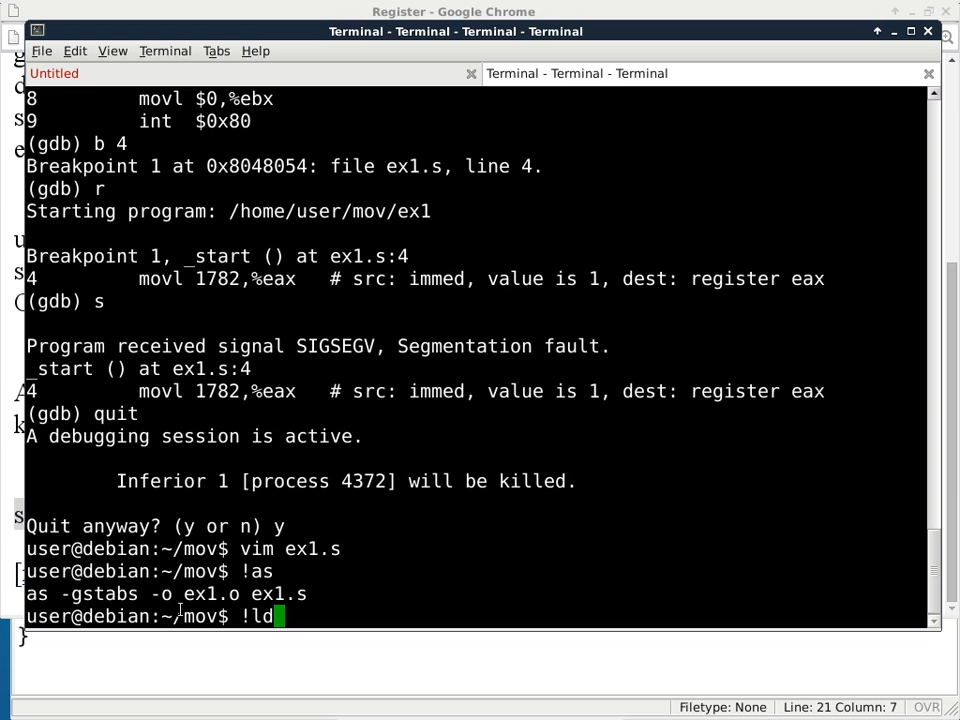 Register - Google Chrome
Terminal - Terminal - Terminal - Terminal
File Edit View Terminal Tabs Help
Untitled
Terminal - Terminal - Terminal
8 movl $0,%ebx
9 int $0x80
(gdb) b 4
Breakpoint 1 at 0x8048054: file ex1.s, line 4.
(gdb) r
Starting program: /home/user/mov/ex1
Breakpoint 1, _start () at ex1.s:4
4 movl 1782,%eax # src: immed, value is 1, dest: register eax
(gdb) s
Program received signal SIGSEGV, Segmentation fault.
_start () at ex1.s:4
4 movl 1782,%eax # src: immed, value is 1, dest: register eax
(gdb) quit
A debugging session is active.
Inferior 1 [process 4372] will be killed.
Quit anyway? (y or n) y
user@debian:~/mov$ vim ex1.s
user@debian:~/mov$ !as
as -gstabs -o ex1.o ex1.s
user@debian:~/mov$ !ld
}
Filetype: None Line: 21 Column: 7 OVR